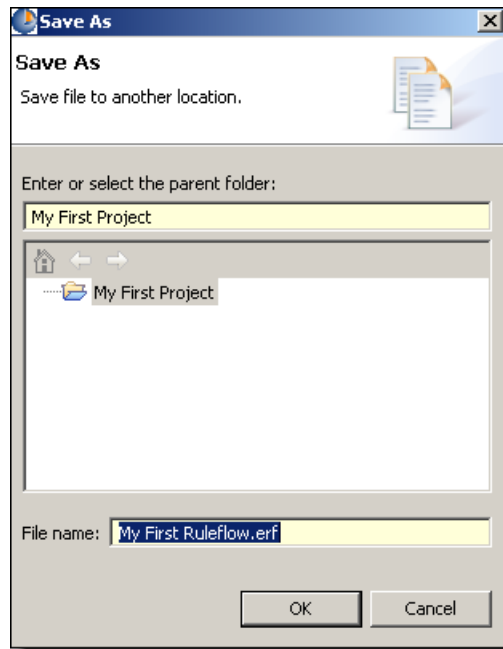 Save As
Save As
Save file to another location.
Enter or select the parent folder:
My First Project
My First Project
File name: My First Ruleflow.erf
OK Cancel